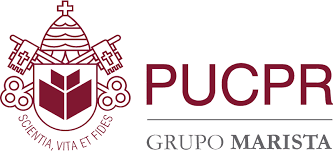 PUCPR
SCIENTIA, VITA ET FIDES
GRUPO MARISTA